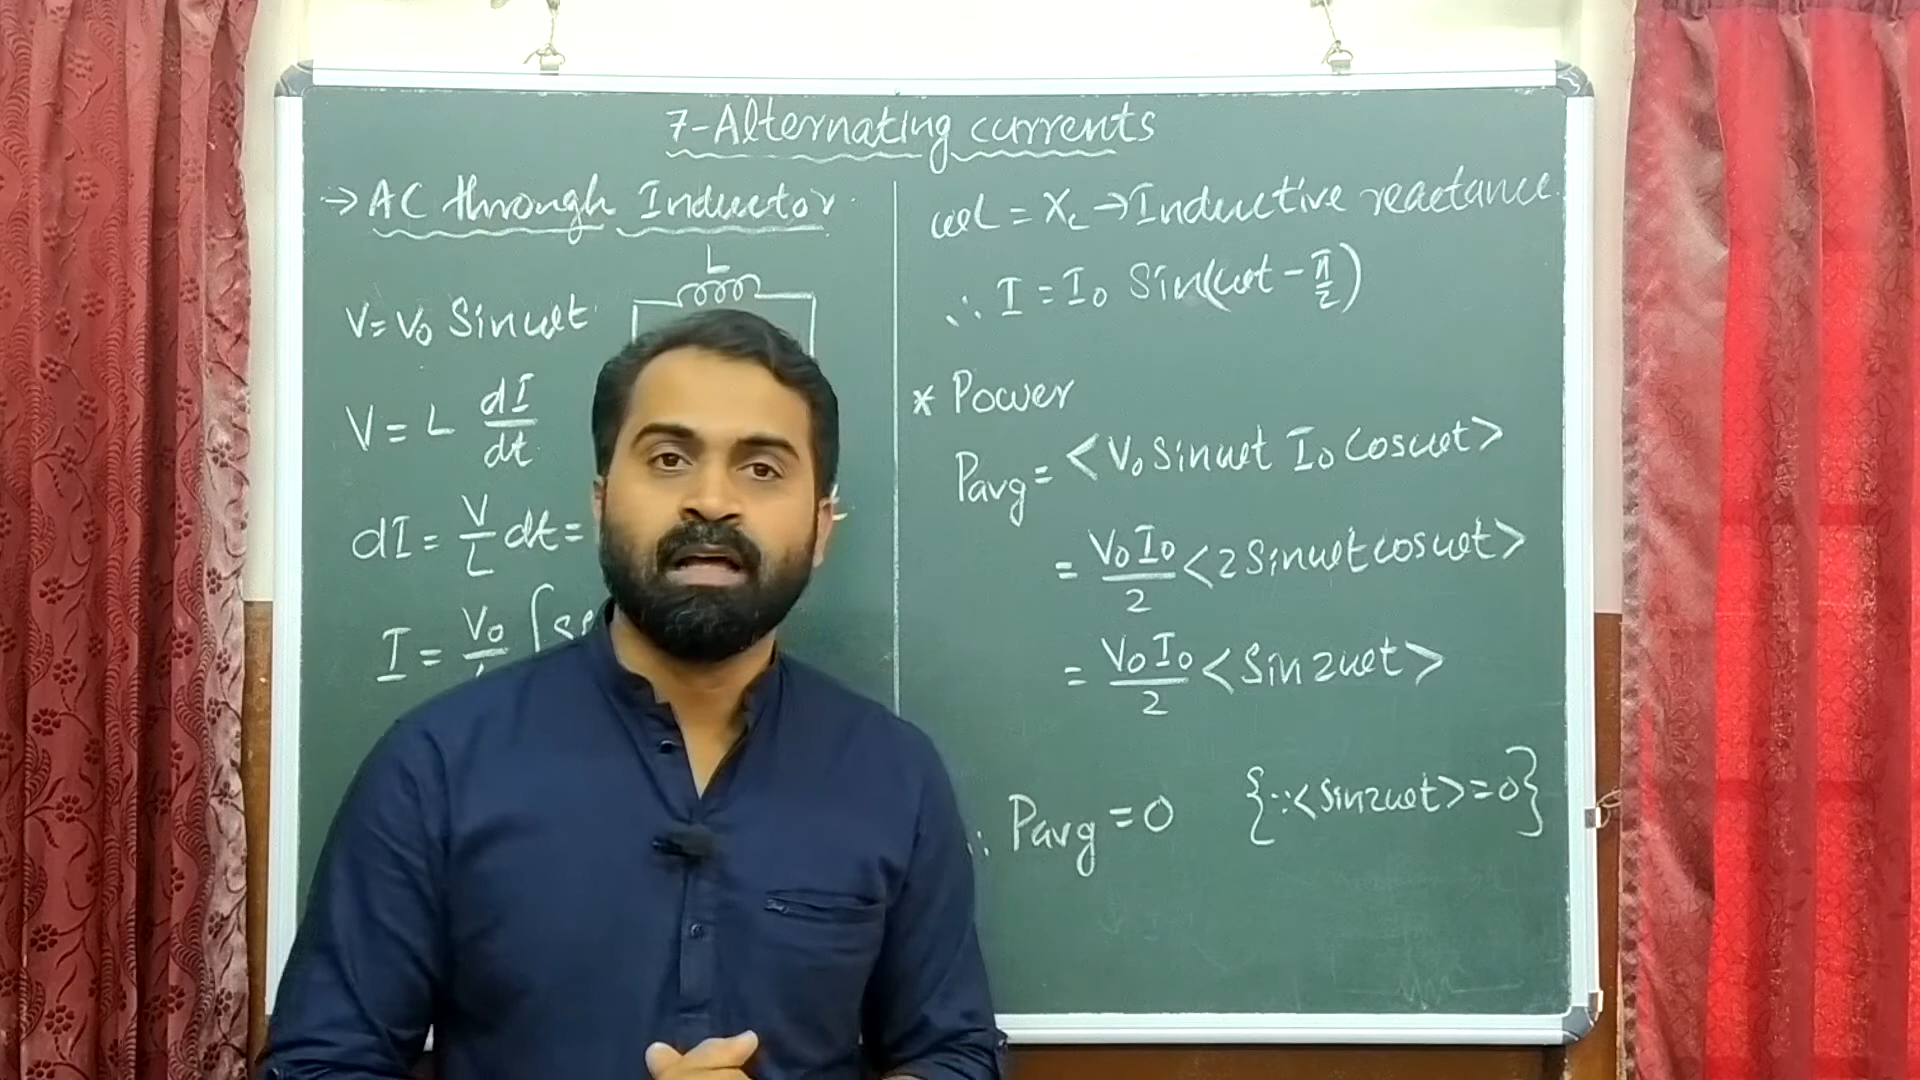 7-Alternating currents
→ AC through Inductor
L
V = V₀ Sinωt
V = L dI/dt
dI = V/L dt =
I = V₀/ ∫
ωL = X_L → Inductive reactance
∴ I = I₀ Sin(ωt - π/2)
* Power
Pavg = <V₀ Sinωt I₀ Cosωt>
= V₀I₀/2 <2 Sinωt cosωt>
= V₀I₀/2 <Sin2ωt>
∴ Pavg = 0 {∵ <Sin2ωt> = 0}